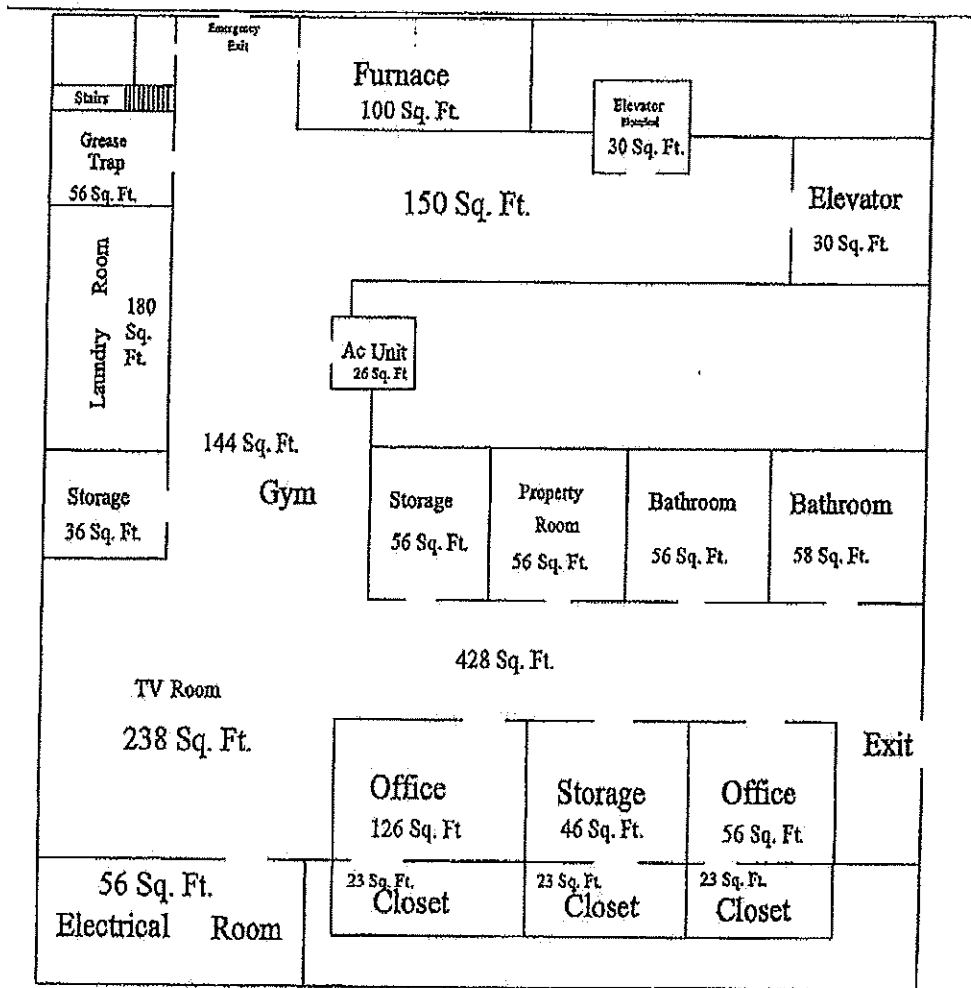 Emergency
Exit
Furnace
100 Sq. Ft.
Stairs
Elevator
30 Sq. Ft.
Grease
Trap
56 Sq. Ft.
150 Sq. Ft.
Elevator
30 Sq. Ft.
Laundry Room
180
Sq.
Ft.
Ac Unit
26 Sq. Ft
144 Sq. Ft.
Gym
Storage
36 Sq. Ft.
Storage
56 Sq. Ft.
Property
Room
56 Sq. Ft.
Bathroom
56 Sq. Ft.
Bathroom
58 Sq. Ft.
428 Sq. Ft.
TV Room
238 Sq. Ft.
Exit
Office
126 Sq. Ft
Storage
46 Sq. Ft.
Office
56 Sq. Ft.
56 Sq. Ft.
Electrical Room
23 Sq. Ft.
Closet
23 Sq. Ft.
Closet
23 Sq. Ft.
Closet